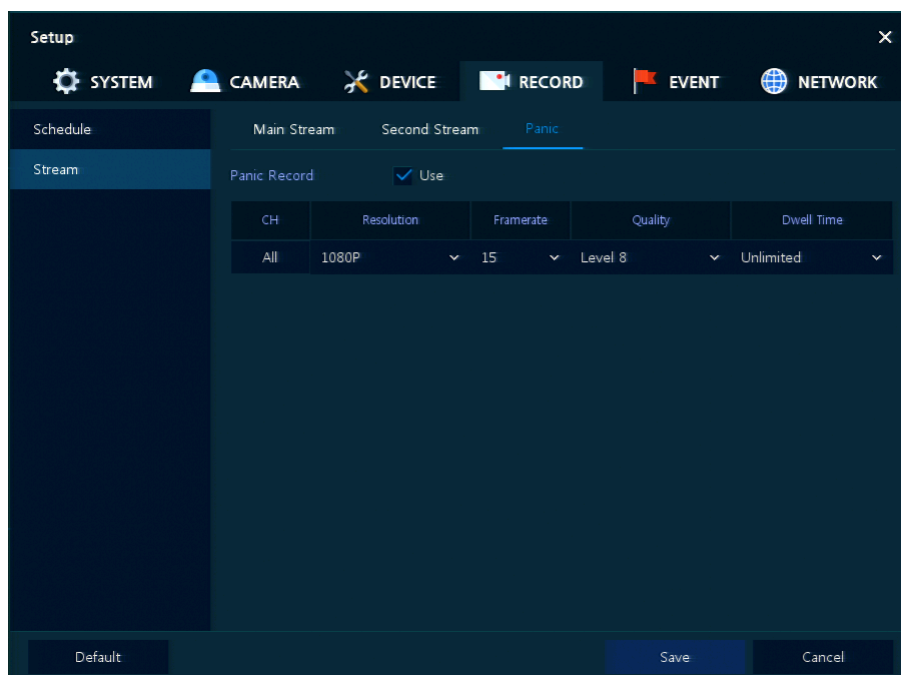 Setup
SYSTEM CAMERA DEVICE RECORD EVENT NETWORK
Schedule Main Stream Second Stream Panic
Stream Panic Record Use
CH Resolution Framerate Quality Dwell Time
All 1080P 15 Level 8 Unlimited
Default Save Cancel